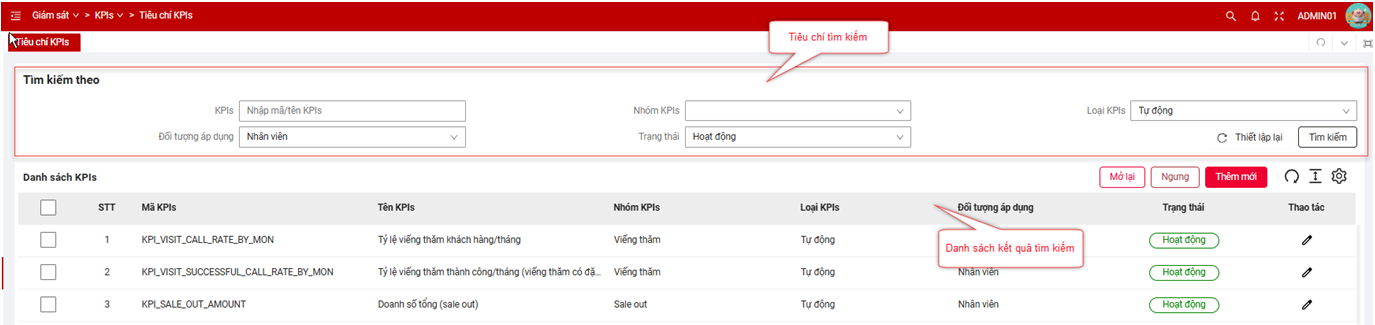 Giám sát > KPIs > Tiêu chí KPIs ADMIN01
Tiêu chí KPIs
Tiêu chí tìm kiếm
Tìm kiếm theo
KPIs Nhập mã/tên KPIs Nhóm KPIs Loại KPIs Tự động
Đối tượng áp dụng Nhân viên Trạng thái Hoạt động Thiết lập lại Tìm kiếm
Danh sách KPIs Mở lại Ngưng Thêm mới
STT Mã KPIs Tên KPIs Nhóm KPIs Loại KPIs Đối tượng áp dụng Trạng thái Thao tác
1 KPI_VISIT_CALL_RATE_BY_MON Tỷ lệ viếng thăm khách hàng/tháng Viếng thăm Tự động Hoạt động
Danh sách kết quả tìm kiếm
2 KPI_VISIT_SUCCESSFUL_CALL_RATE_BY_MON Tỷ lệ viếng thăm thành công/tháng (viếng thăm có đặ... Viếng thăm Tự động Nhân viên Hoạt động
3 KPI_SALE_OUT_AMOUNT Doanh số tổng (sale out) Sale out Tự động Nhân viên Hoạt động